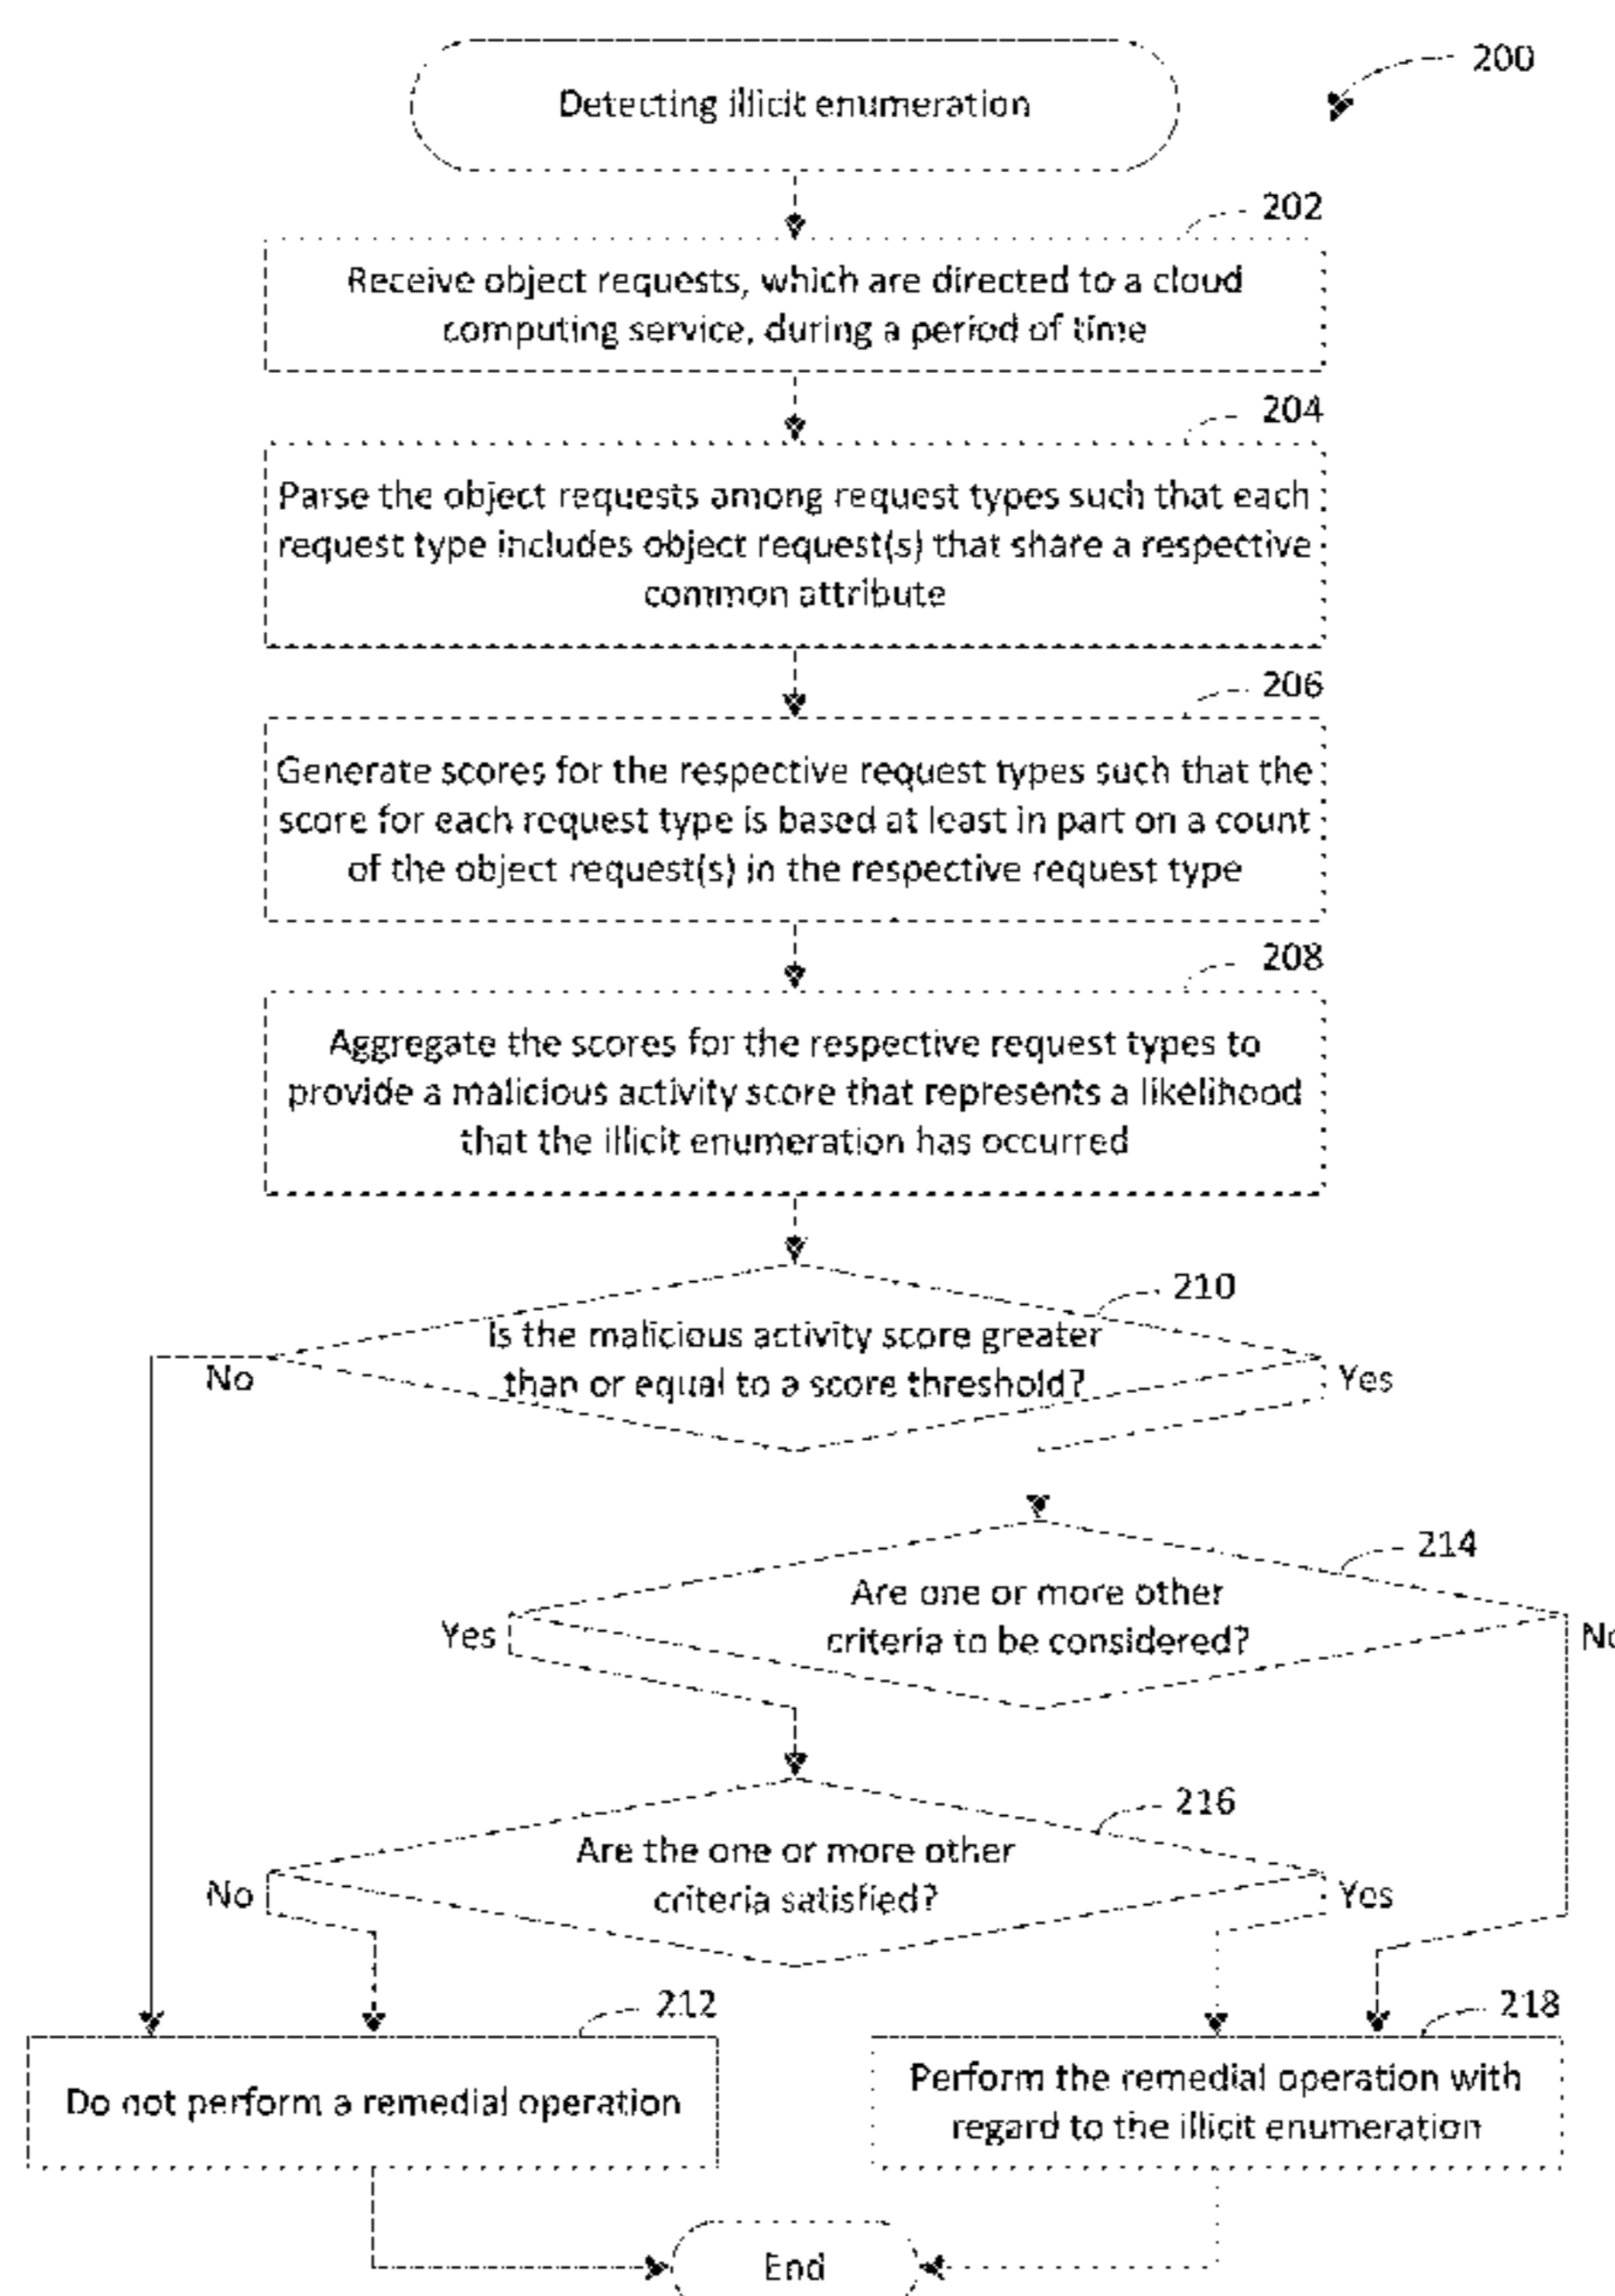 200
Detecting illicit enumeration
202
Receive object requests, which are directed to a cloud
computing service, during a period of time
204
Parse the object requests among request types such that each
request type includes object request(s) that share a respective
common attribute
206
Generate scores for the respective request types such that the
score for each request type is based at least in part on a count
of the object request(s) in the respective request type
208
Aggregate the scores for the respective request types to
provide a malicious activity score that represents a likelihood
that the illicit enumeration has occurred
210
Is the malicious activity score greater
than or equal to a score threshold?
No
Yes
214
Are one or more other
criteria to be considered?
Yes
No
216
Are the one or more other
criteria satisfied?
No
Yes
212
Do not perform a remedial operation
218
Perform the remedial operation with
regard to the illicit enumeration
End